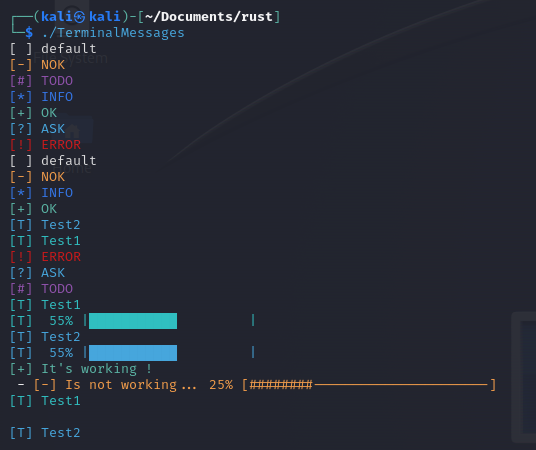 ┌──(kali㉿kali)-[~/Documents/rust]
└─$ ./TerminalMessages
[ ] default
[-] NOK
[#] TODO
[*] INFO
[+] OK
[?] ASK
[!] ERROR
[ ] default
[-] NOK
[*] INFO
[+] OK
[T] Test2
[T] Test1
[!] ERROR
[?] ASK
[#] TODO
[T] Test1
[T]  55% |███████████         |
[T] Test2
[T]  55% |███████████         |
[+] It's working !
 - [-] Is not working... 25% [########----------------------]
[T] Test1
[T] Test2